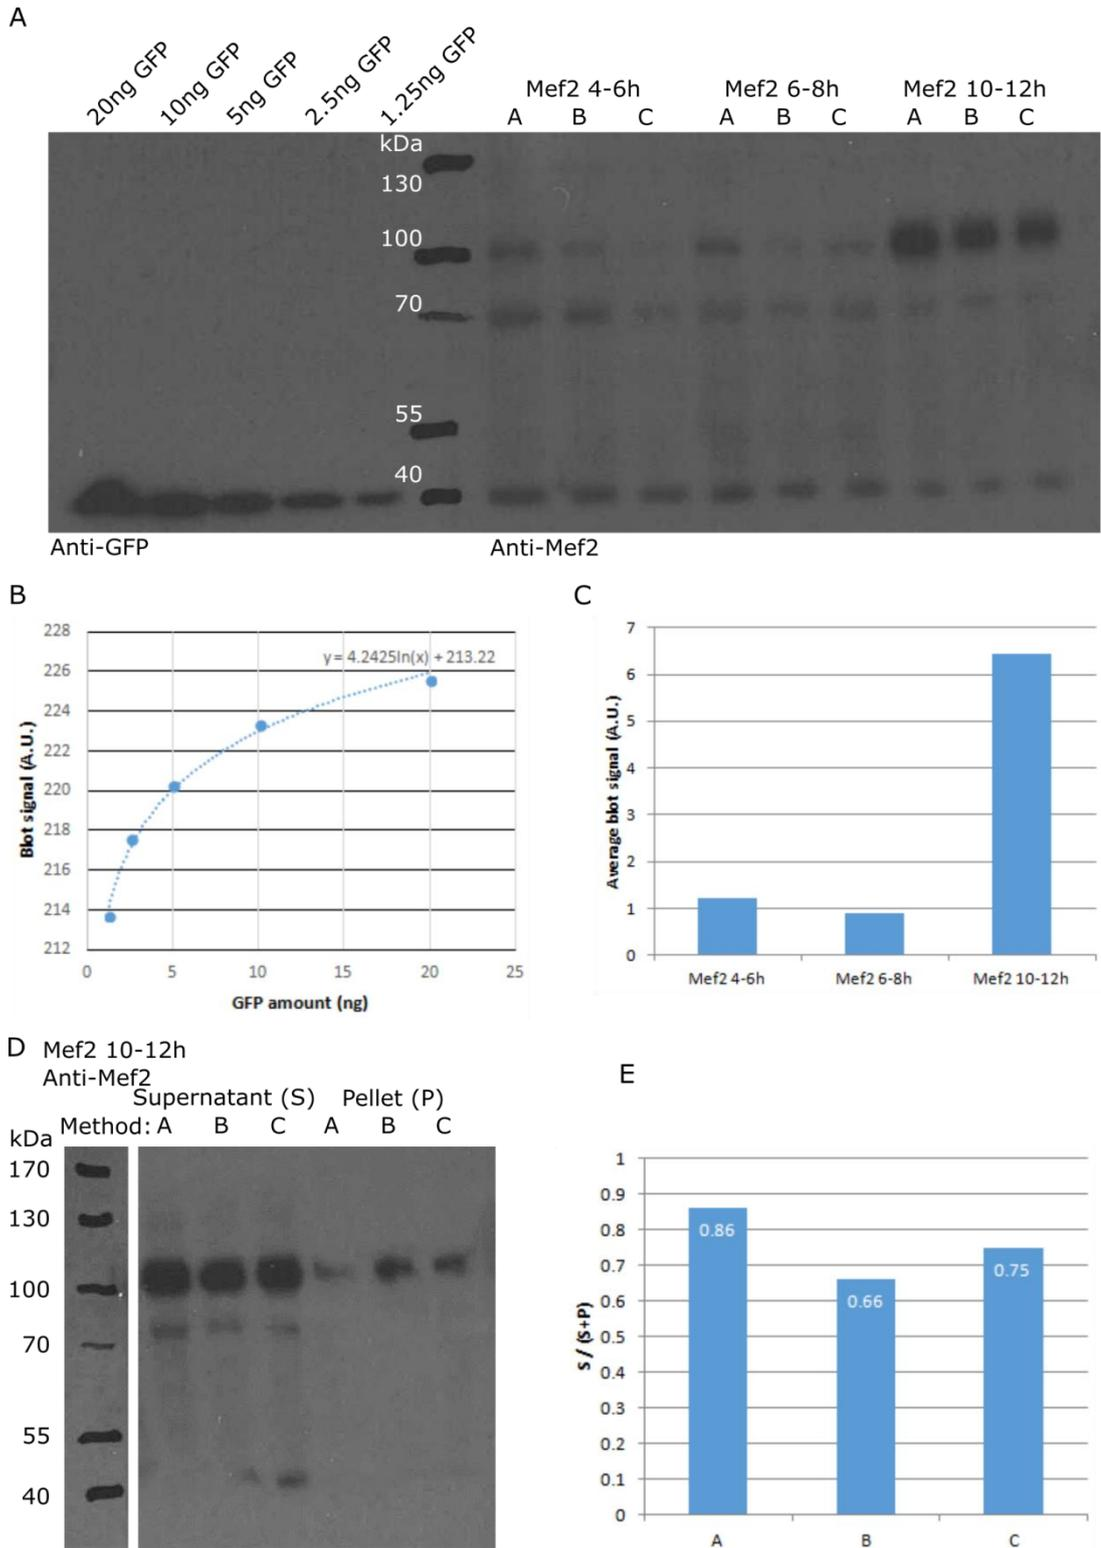 A
20ng GFP
10ng GFP
5ng GFP
2.5ng GFP
1.25ng GFP
Mef2 4-6h
Mef2 6-8h
Mef2 10-12h
A B C A B C A B C
kDa
130
100
70
55
40
Anti-GFP
Anti-Mef2
B
228
226
224
222
220
218
216
214
212
y = 4.2425ln(x) + 213.22
Blot signal (A.U.)
0 5 10 15 20 25
GFP amount (ng)
C
7
6
5
4
3
2
1
0
Average blot signal (A.U.)
Mef2 4-6h Mef2 6-8h Mef2 10-12h
D Mef2 10-12h
Anti-Mef2
Supernatant (S) Pellet (P)
Method: A B C A B C
kDa
170
130
100
70
55
40
E
1
0.9
0.8
0.7
0.6
0.5
0.4
0.3
0.2
0.1
0
S / (S+P)
0.86
0.66
0.75
A B C